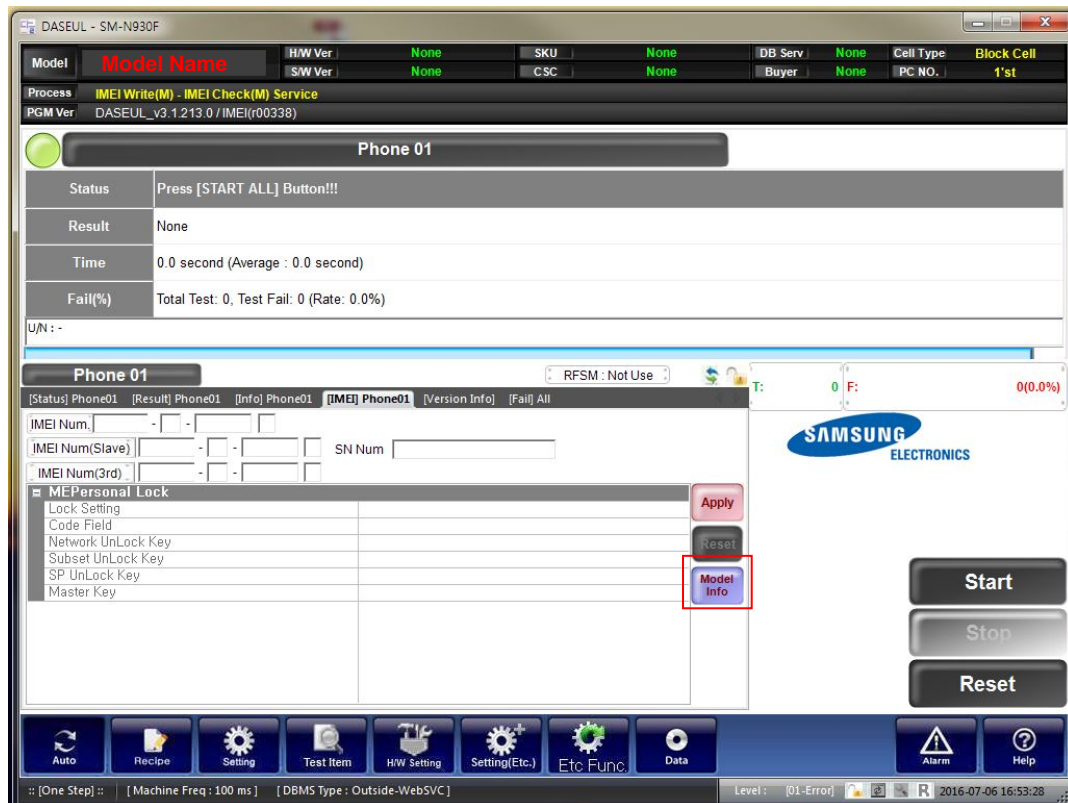 DASEUL - SM-N930F
Model Model Name H/W Ver None SKU None DB Serv None Cell Type Block Cell
S/W Ver None CSC None Buyer None PC NO. 1'st
Process IMEI Write(M) - IMEI Check(M) Service
PGM Ver DASEUL_v3.1.213.0 / IMEI(r00338)
Phone 01
Status Press [START ALL] Button!!!
Result None
Time 0.0 second (Average : 0.0 second)
Fail(%) Total Test: 0, Test Fail: 0 (Rate: 0.0%)
U/N : -
Phone 01 RFSM : Not Use T: 0 F: 0(0.0%)
[Status] Phone01 [Result] Phone01 [Info] Phone01 [IMEI] Phone01 [Version Info] [Fail] All
IMEI Num. - -
IMEI Num(Slave) - - SN Num
IMEI Num(3rd) - -
SAMSUNG
ELECTRONICS
MEPersonal Lock
Lock Setting
Code Field
Network UnLock Key
Subset UnLock Key
SP UnLock Key
Master Key
Apply
Reset
Model
Info
Start
Stop
Reset
Auto Recipe Setting Test Item H/W Setting Setting(Etc.) Etc Func. Data Alarm Help
:: [One Step] :: [ Machine Freq : 100 ms ] [ DBMS Type : Outside-WebSVC ] Level : [01-Error] R 2016-07-06 16:53:28